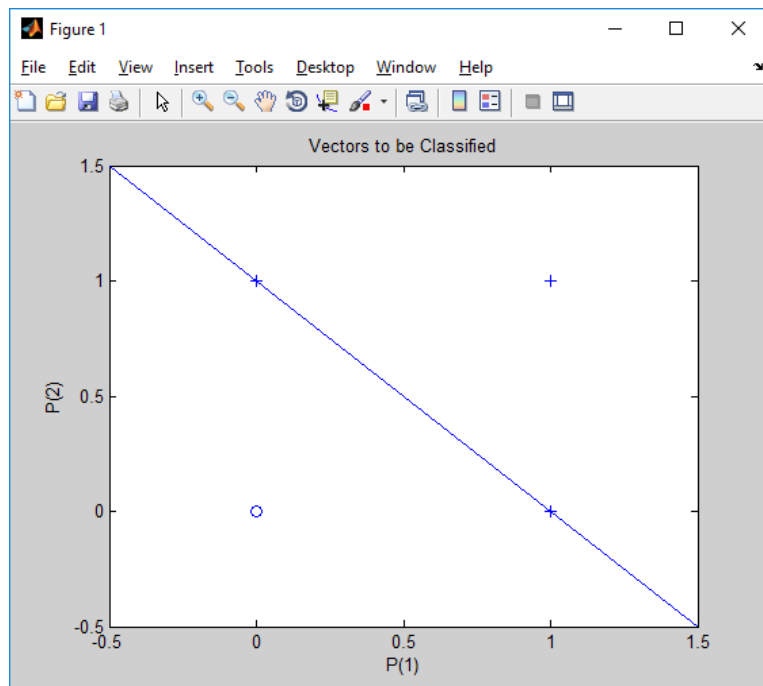 Figure 1
File Edit View Insert Tools Desktop Window Help
Vectors to be Classified
1.5
1
0.5
0
-0.5
P(2)
-0.5 0 0.5 1 1.5
P(1)